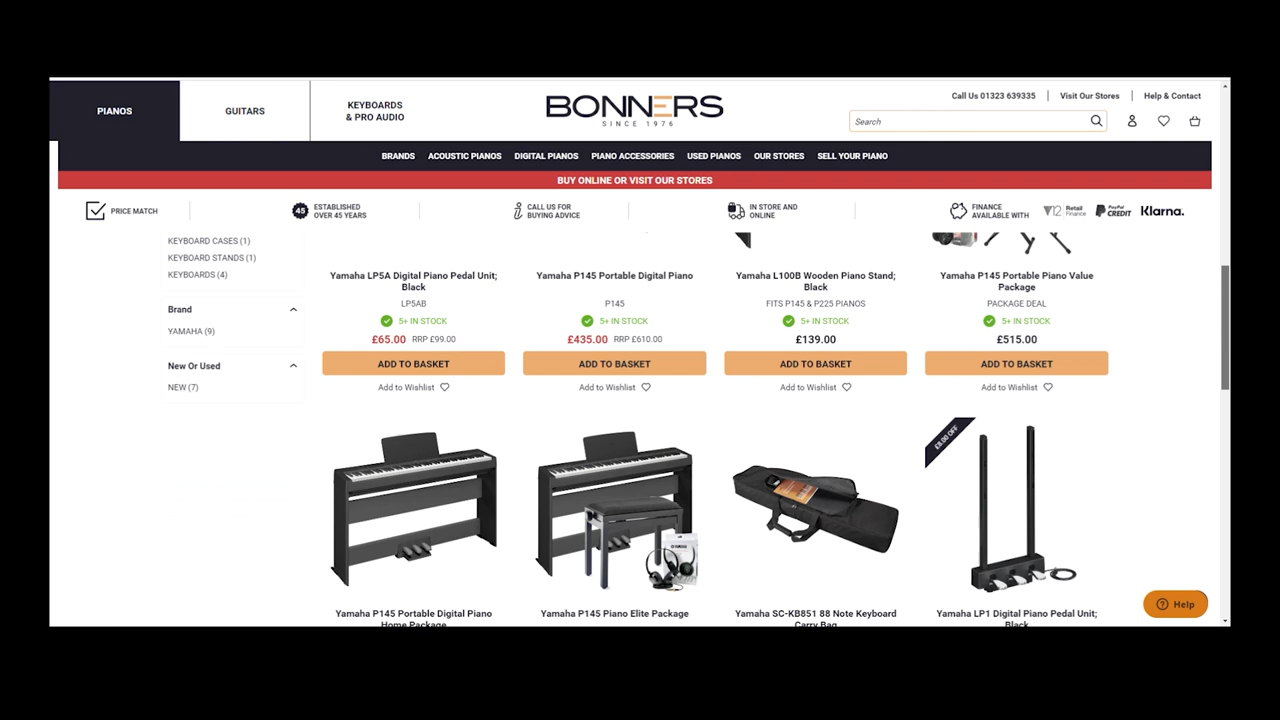 PIANOS
GUITARS
KEYBOARDS
& PRO AUDIO
BONNERS
SINCE 1976
Call Us 01323 639335
Visit Our Stores
Help & Contact
Search
BRANDS
ACOUSTIC PIANOS
DIGITAL PIANOS
PIANO ACCESSORIES
USED PIANOS
OUR STORES
SELL YOUR PIANO
BUY ONLINE OR VISIT OUR STORES
PRICE MATCH
45
ESTABLISHED
OVER 45 YEARS
CALL US FOR
BUYING ADVICE
IN STORE AND
ONLINE
FINANCE
AVAILABLE WITH
V12 Retail
Finance
PayPal
CREDIT
Klarna.
KEYBOARD CASES (1)
KEYBOARD STANDS (1)
KEYBOARDS (4)
Brand
YAMAHA (9)
New Or Used
NEW (7)
Yamaha LP5A Digital Piano Pedal Unit;
Black
LP5AB
5+ IN STOCK
£65.00 RRP £99.00
ADD TO BASKET
Add to Wishlist
Yamaha P145 Portable Digital Piano
P145
5+ IN STOCK
£435.00 RRP £610.00
ADD TO BASKET
Add to Wishlist
Yamaha L100B Wooden Piano Stand;
Black
FITS P145 & P225 PIANOS
5+ IN STOCK
£139.00
ADD TO BASKET
Add to Wishlist
Yamaha P145 Portable Piano Value
Package
PACKAGE DEAL
5+ IN STOCK
£515.00
ADD TO BASKET
Add to Wishlist
£8.00 OFF
Yamaha P145 Portable Digital Piano
Home Package
Yamaha P145 Piano Elite Package
Yamaha SC-KB851 88 Note Keyboard
Carry Bag
Yamaha LP1 Digital Piano Pedal Unit;
Black
Help